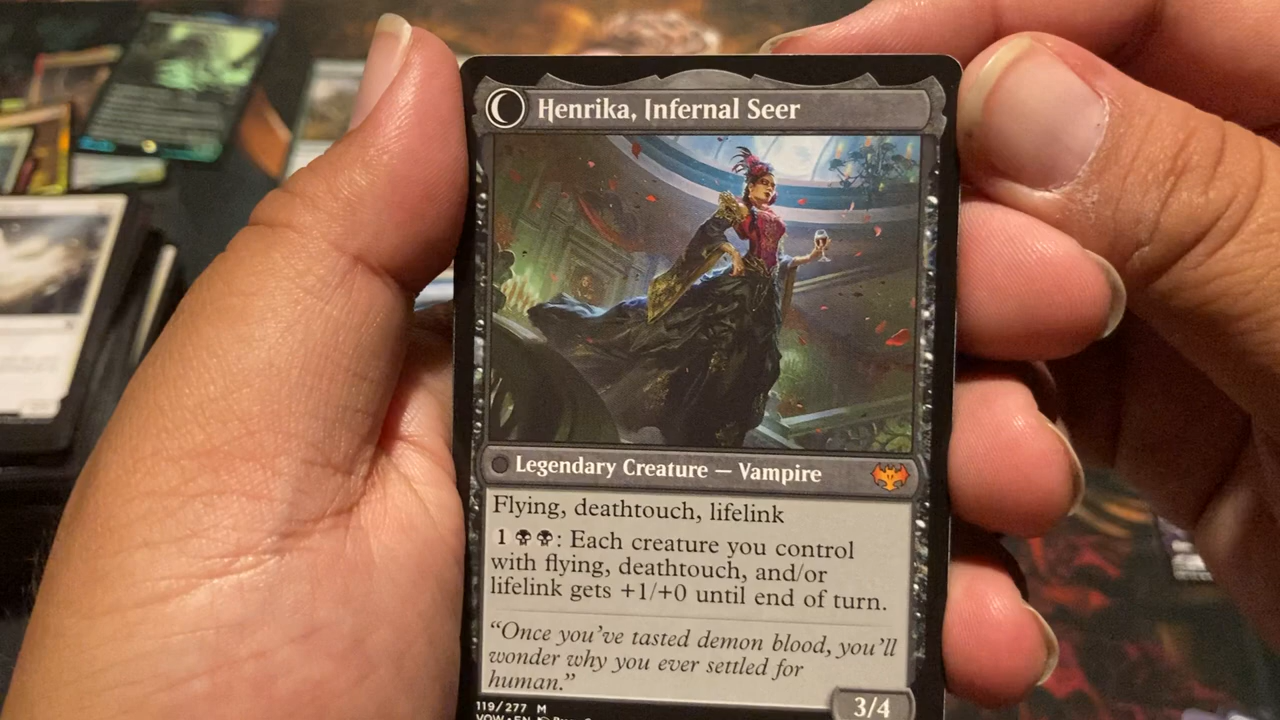 Henrika, Infernal Seer
Legendary Creature — Vampire
Flying, deathtouch, lifelink
1 : Each creature you control
with flying, deathtouch, and/or
lifelink gets +1/+0 until end of turn.
"Once you've tasted demon blood, you'll
wonder why you ever settled for
human."
3/4
119/277 M
VOW • EN